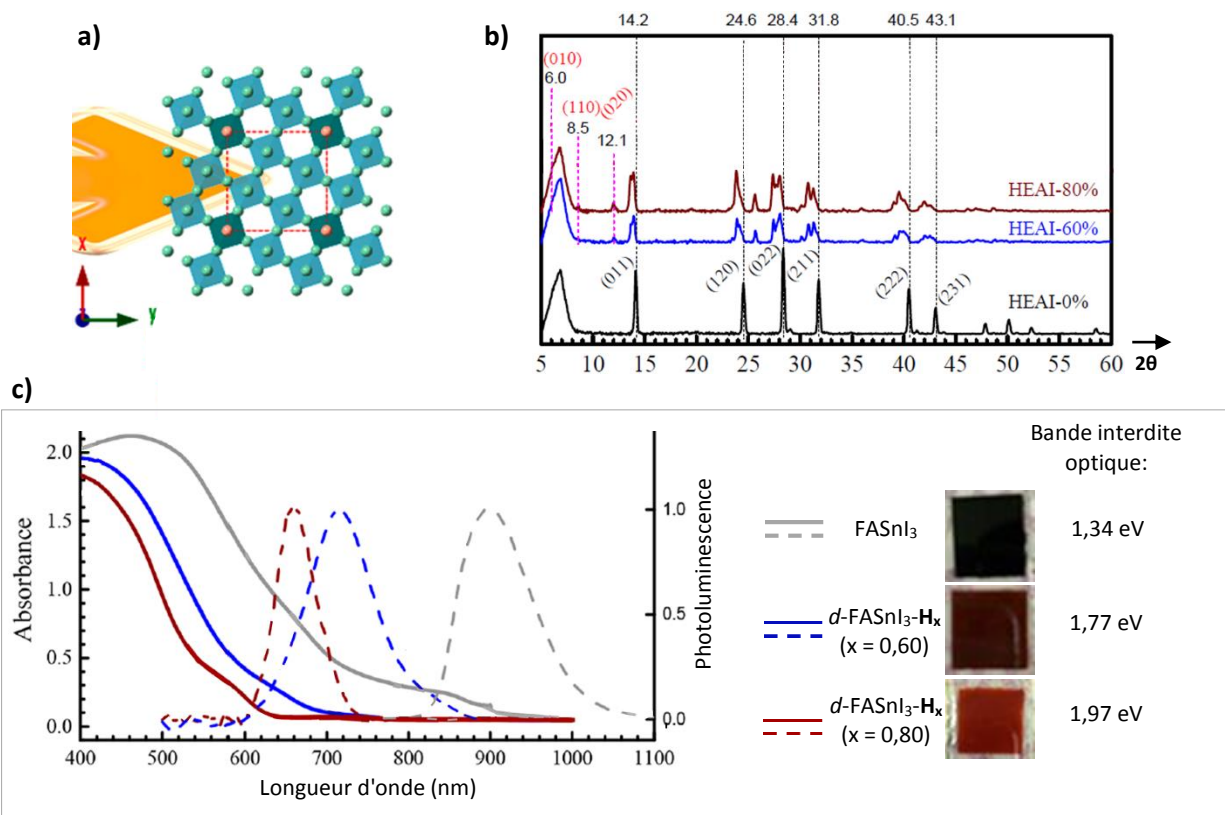 a)
x
y
b)
14.2 24.6 28.4 31.8 40.5 43.1
(010)
6.0
(110)
8.5
(020)
12.1
HEAI-80%
HEAI-60%
(011)
(120)
(022)
(211)
(222)
(231)
HEAI-0%
5 10 15 20 25 30 35 40 45 50 55 60
2θ
c)
Absorbance
2.0
1.5
1.0
0.5
0.0
400 500 600 700 800 900 1000 1100
Longueur d'onde (nm)
Photoluminescence
1.0
0.5
0.0
Bande interdite
optique:
FASnI₃
1,34 eV
d-FASnI₃-Hₓ
(x = 0,60)
1,77 eV
d-FASnI₃-Hₓ
(x = 0,80)
1,97 eV